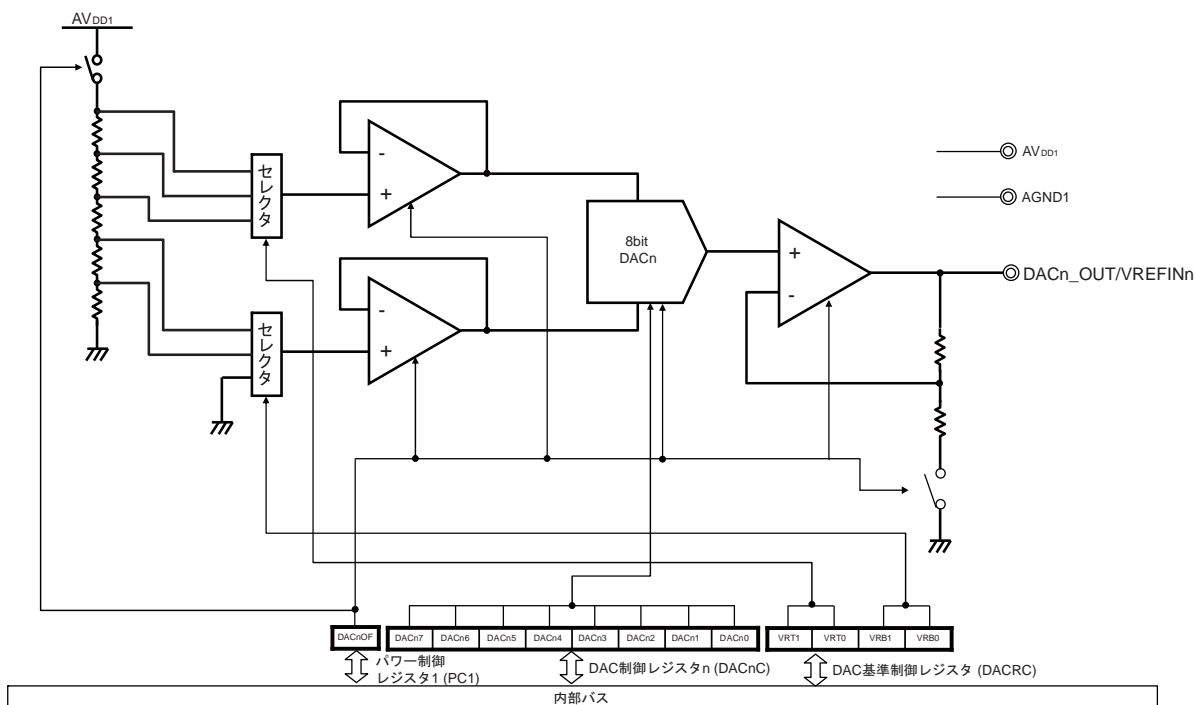 AVDD1
セレクタ
-
+
8bit
DACn
+
-
AVDD1
AGND1
DACn_OUT/VREFINn
セレクタ
-
+
DACnOF
DACn7 DACn6 DACn5 DACn4 DACn3 DACn2 DACn1 DACn0
VRT1 VRT0 VRB1 VRB0
パワー制御
レジスタ1 (PC1)
DAC制御レジスタn (DACnC)
DAC基準制御レジスタ (DACRC)
内部バス